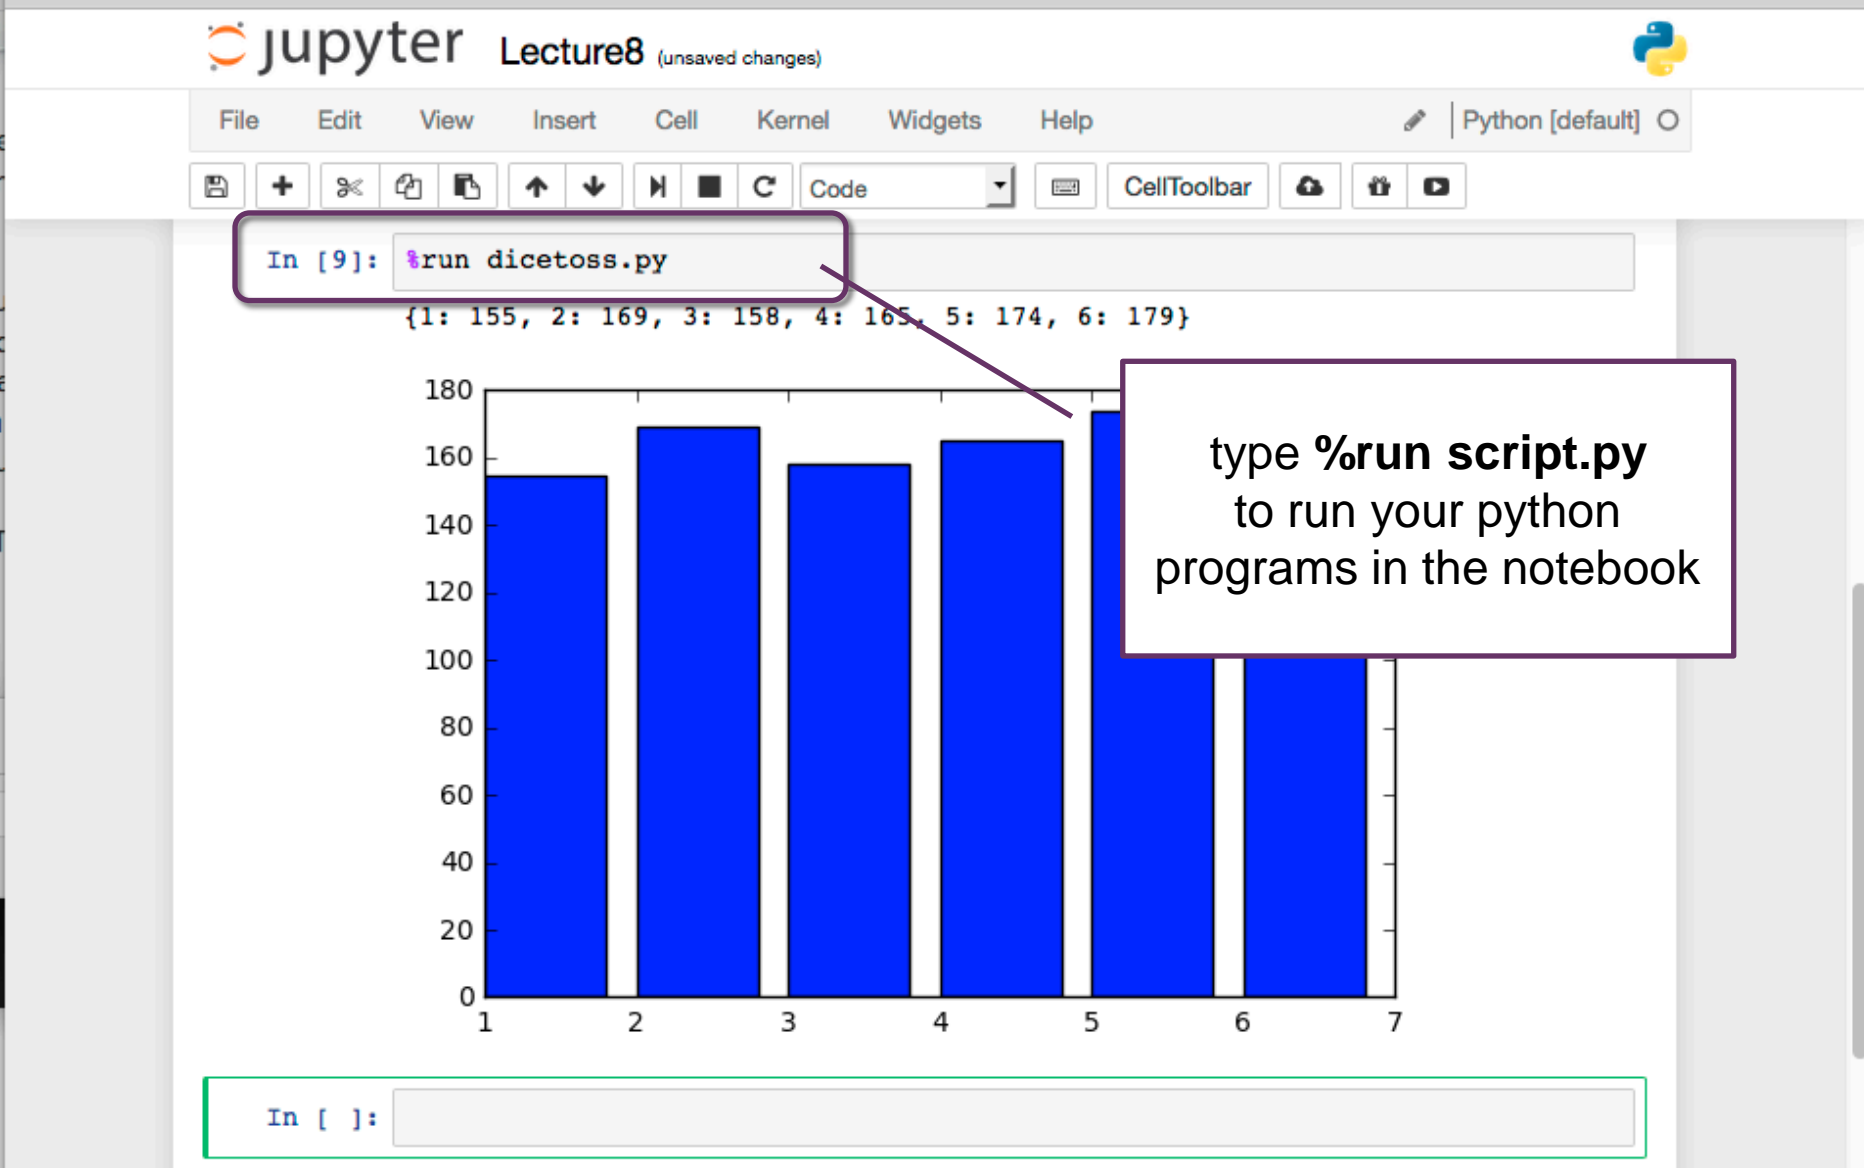 jupyter Lecture8 (unsaved changes)
File Edit View Insert Cell Kernel Widgets Help Python [default]
Code CellToolbar
In [9]: %run dicetoss.py
{1: 155, 2: 169, 3: 158, 4: 165, 5: 174, 6: 179}
180
160
140
120
100
80
60
40
20
0
1 2 3 4 5 6 7
type %run script.py
to run your python
programs in the notebook
In [ ]: